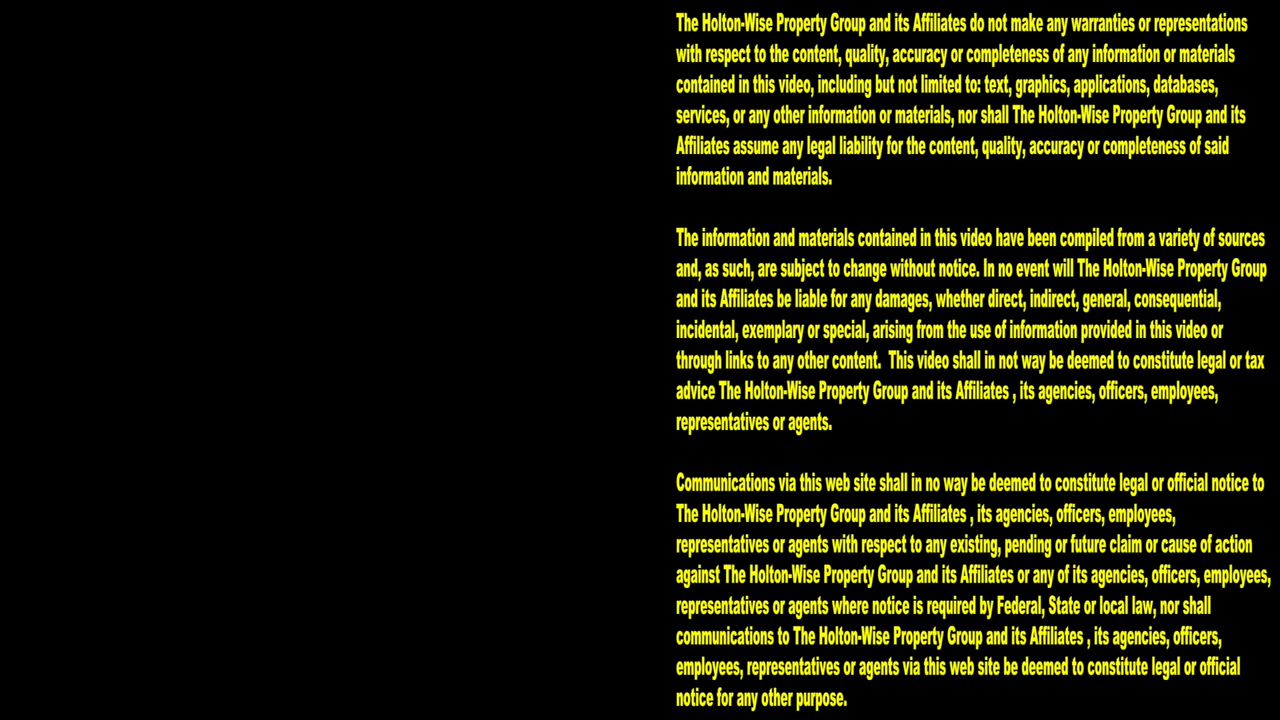 The Holton-Wise Property Group and its Affiliates do not make any warranties or representations
with respect to the content, quality, accuracy or completeness of any information or materials
contained in this video, including but not limited to: text, graphics, applications, databases,
services, or any other information or materials, nor shall The Holton-Wise Property Group and its
Affiliates assume any legal liability for the content, quality, accuracy or completeness of said
information and materials.
The information and materials contained in this video have been compiled from a variety of sources
and, as such, are subject to change without notice. In no event will The Holton-Wise Property Group
and its Affiliates be liable for any damages, whether direct, indirect, general, consequential,
incidental, exemplary or special, arising from the use of information provided in this video or
through links to any other content.  This video shall in not way be deemed to constitute legal or tax
advice The Holton-Wise Property Group and its Affiliates , its agencies, officers, employees,
representatives or agents.
Communications via this web site shall in no way be deemed to constitute legal or official notice to
The Holton-Wise Property Group and its Affiliates , its agencies, officers, employees,
representatives or agents with respect to any existing, pending or future claim or cause of action
against The Holton-Wise Property Group and its Affiliates or any of its agencies, officers, employees,
representatives or agents where notice is required by Federal, State or local law, nor shall
communications to The Holton-Wise Property Group and its Affiliates , its agencies, officers,
employees, representatives or agents via this web site be deemed to constitute legal or official
notice for any other purpose.